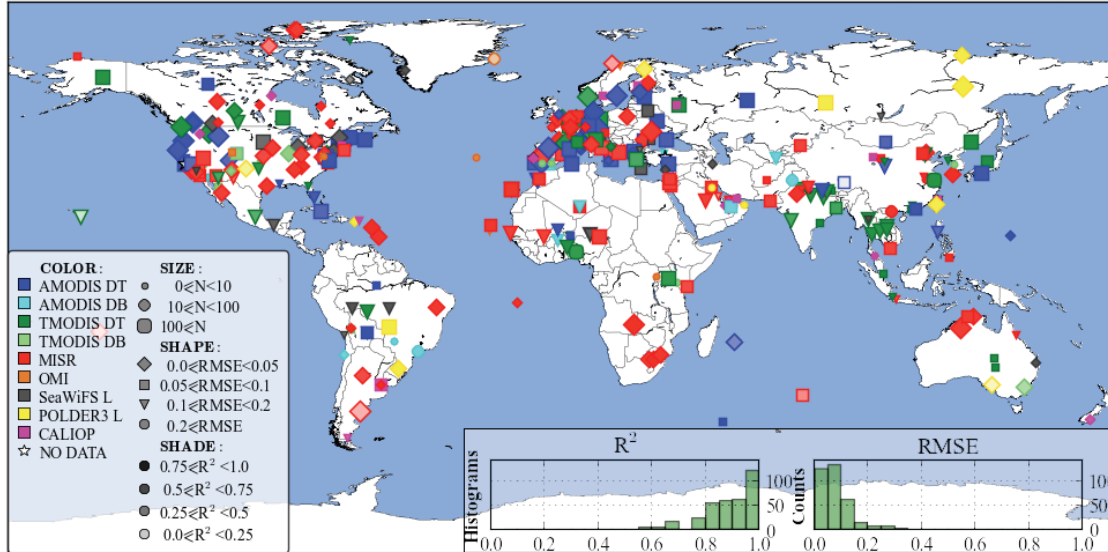 COLOR:
AMODIS DT
AMODIS DB
TMODIS DT
TMODIS DB
MISR
OMI
SeaWiFS L
POLDER3 L
CALIOP
NO DATA
SIZE:
0⩽N<10
10⩽N<100
100⩽N
SHAPE:
0.0⩽RMSE<0.05
0.05⩽RMSE<0.1
0.1⩽RMSE<0.2
0.2⩽RMSE
SHADE:
0.75⩽R² <1.0
0.5⩽R² <0.75
0.25⩽R² <0.5
0.0⩽R² <0.25
R²
Histograms
100
50
0
0.0 0.2 0.4 0.6 0.8 1.0
RMSE
Counts
100
50
0
0.0 0.2 0.4 0.6 0.8 1.0